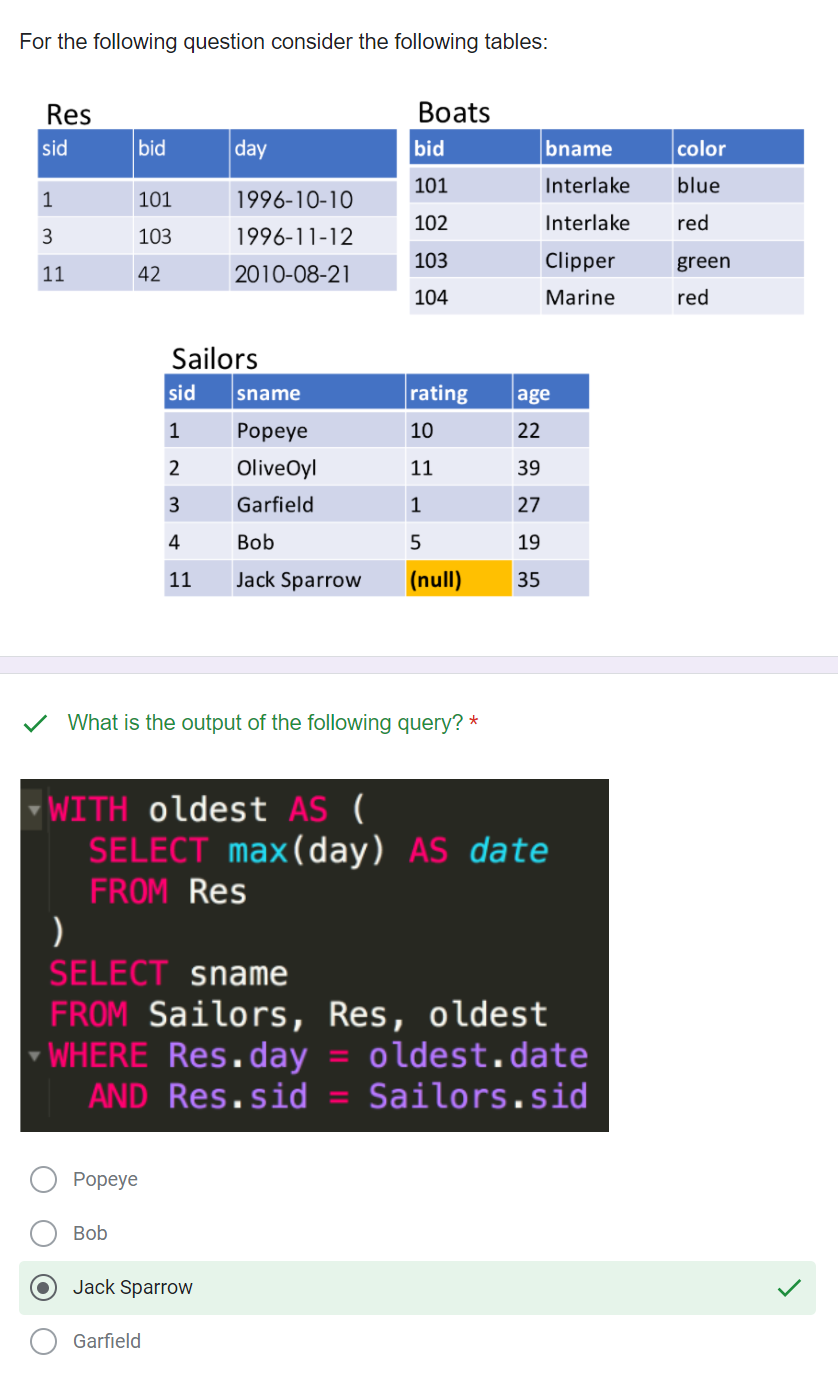 For the following question consider the following tables:
Res
sid bid day
1 101 1996-10-10
3 103 1996-11-12
11 42 2010-08-21
Boats
bid bname color
101 Interlake blue
102 Interlake red
103 Clipper green
104 Marine red
Sailors
sid sname rating age
1 Popeye 10 22
2 OliveOyl 11 39
3 Garfield 1 27
4 Bob 5 19
11 Jack Sparrow (null) 35
What is the output of the following query? *
WITH oldest AS (
SELECT max(day) AS date
FROM Res
)
SELECT sname
FROM Sailors, Res, oldest
WHERE Res.day = oldest.date
AND Res.sid = Sailors.sid
Popeye
Bob
Jack Sparrow
Garfield